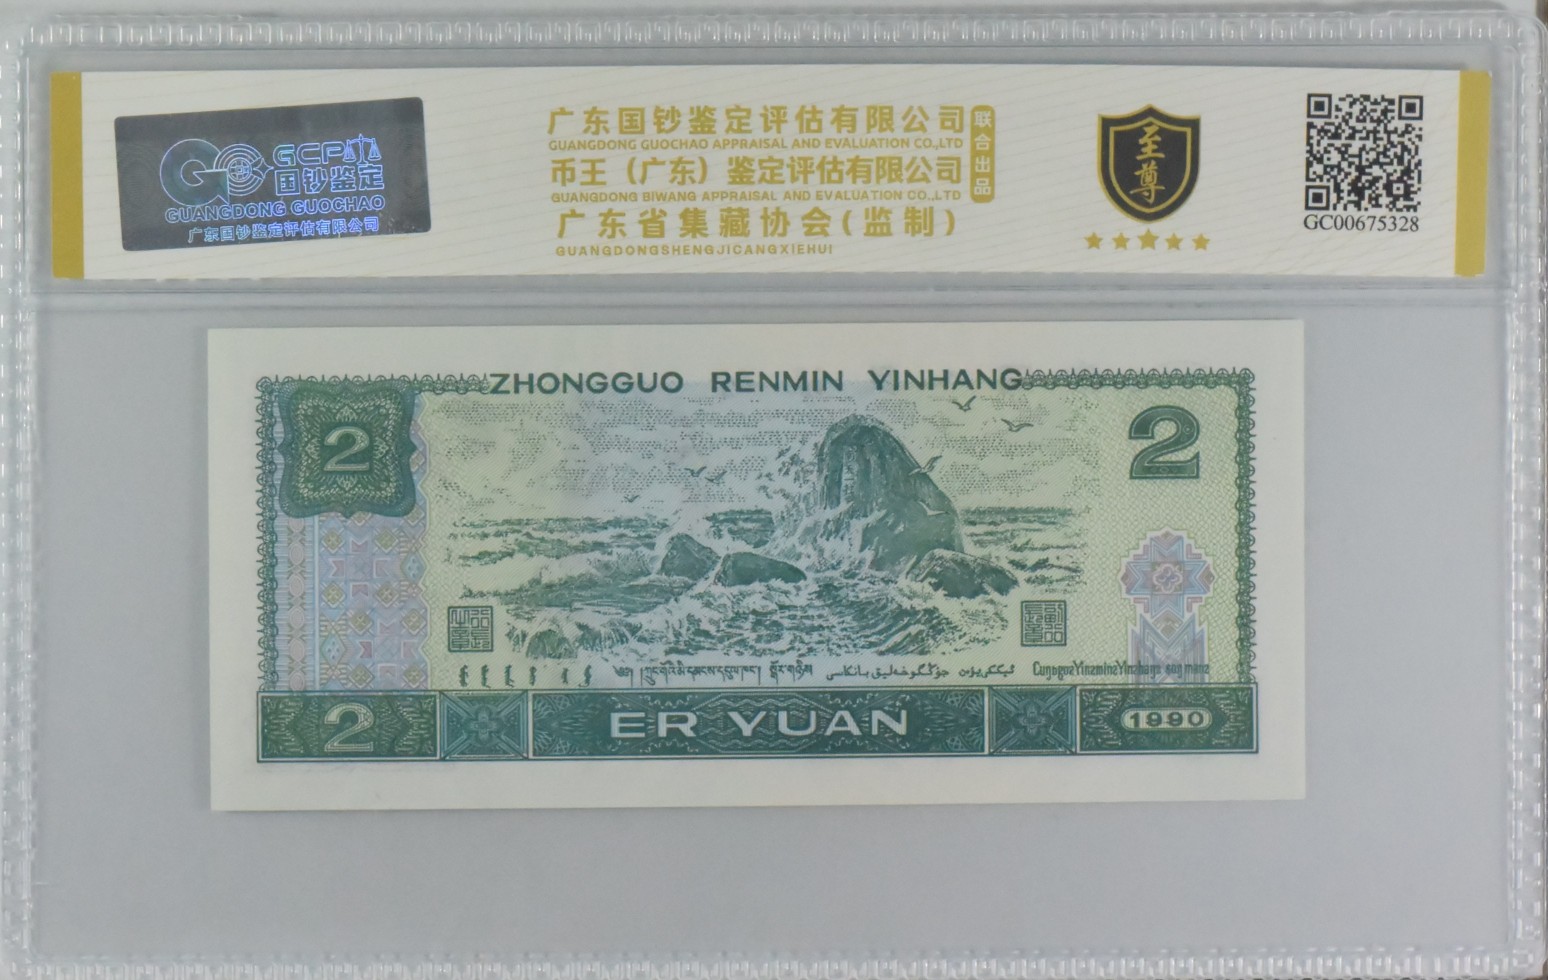 GCP
国钞鉴定
GUANGDONG GUOCHAO
广东国钞鉴定评估有限公司
广东国钞鉴定评估有限公司
GUANGDONG GUOCHAO APPRAISAL AND EVALUATION CO.,LTD
币王（广东）鉴定评估有限公司
GUANGDONG BIWANG APPRAISAL AND EVALUATION CO.,LTD
广东省集藏协会(监制)
GUANGDONGSHENGJICANGXIEHUI
联合出品
至尊
GC00675328
ZHONGGUO RENMIN YINHANG
2
2
2
ER YUAN
1990